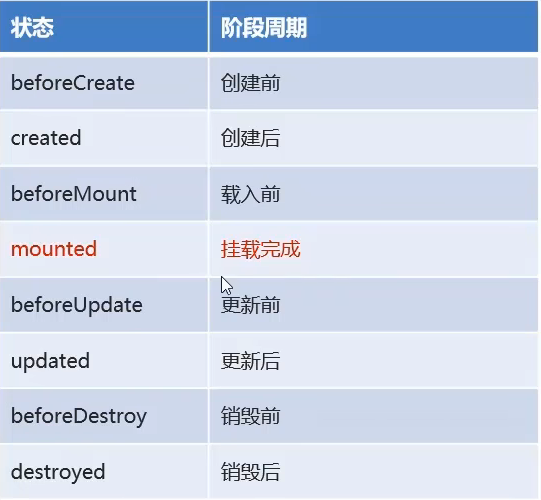 状态 阶段周期
beforeCreate 创建前
created 创建后
beforeMount 载入前
mounted 挂载完成
beforeUpdate 更新前
updated 更新后
beforeDestroy 销毁前
destroyed 销毁后